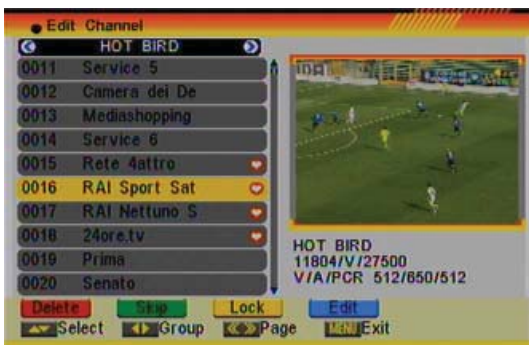 Edit Channel
HOT BIRD
0011 Service 5
0012 Camera dei De
0013 Mediashopping
0014 Service 6
0015 Rete 4attro
0016 RAI Sport Sat
0017 RAI Nettuno S
0018 24ore.tv
0019 Prima
0020 Senato
HOT BIRD
11804/V/27500
V/A/PCR 512/650/512
Delete Skip Lock Edit
Select Group Page MENU Exit